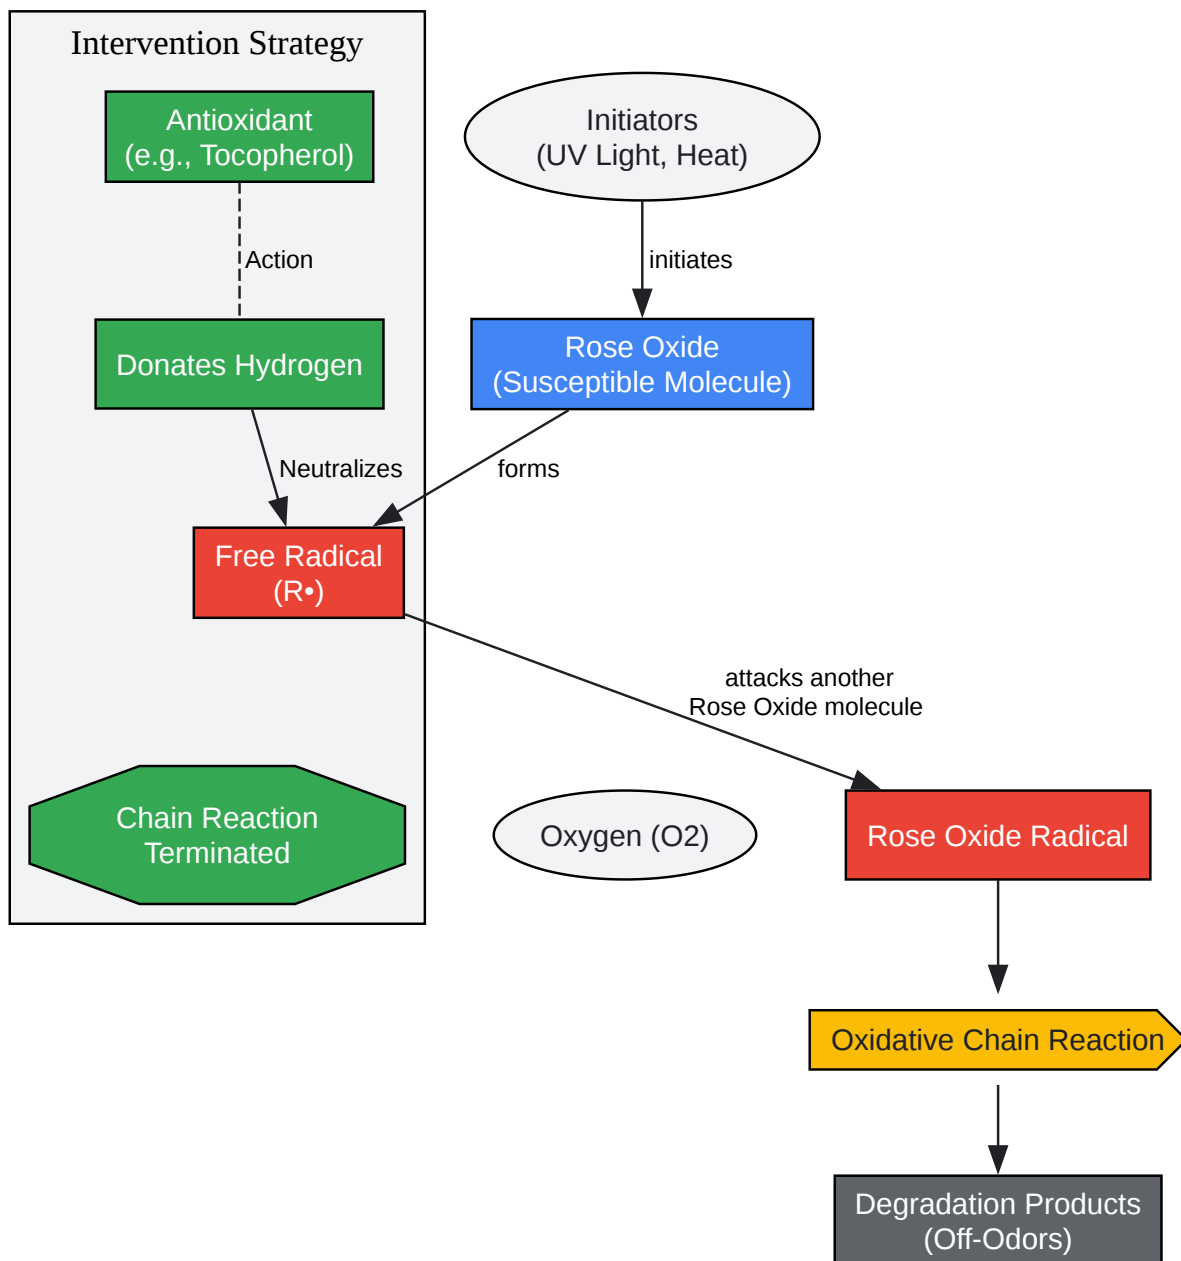 Intervention Strategy
Antioxidant
(e.g., Tocopherol)
Initiators
(UV Light, Heat)
Action
initiates
Donates Hydrogen
Rose Oxide
(Susceptible Molecule)
Neutralizes
forms
Free Radical
(R•)
attacks another
Rose Oxide molecule
Chain Reaction
Terminated
Oxygen (O2)
Rose Oxide Radical
Oxidative Chain Reaction
Degradation Products
(Off-Odors)